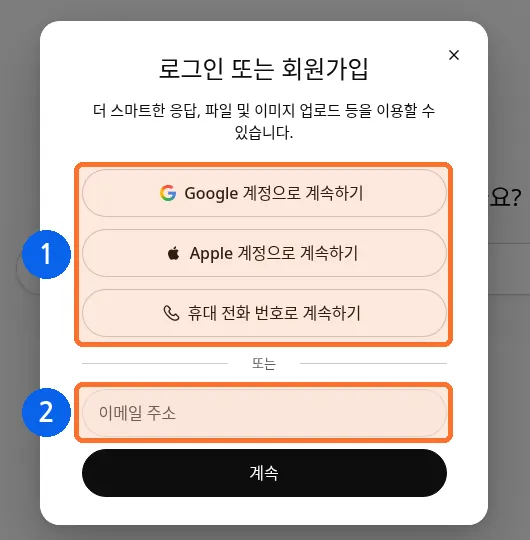 로그인 또는 회원가입
더 스마트한 응답, 파일 및 이미지 업로드 등을 이용할 수
있습니다.
요?
Google 계정으로 계속하기
1
Apple 계정으로 계속하기
휴대 전화 번호로 계속하기
또는
2
이메일 주소
계속